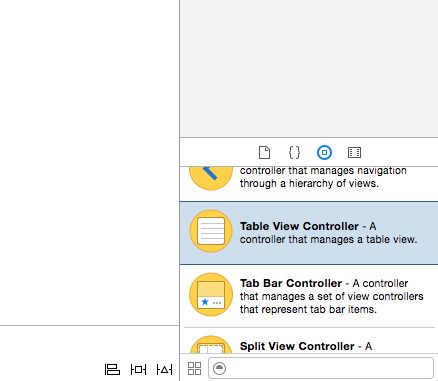 controller that manages navigation
through a hierarchy of views.
Table View Controller - A
controller that manages a table view.
Tab Bar Controller - A controller
that manages a set of view controllers
that represent tab bar items.
Split View Controller - A